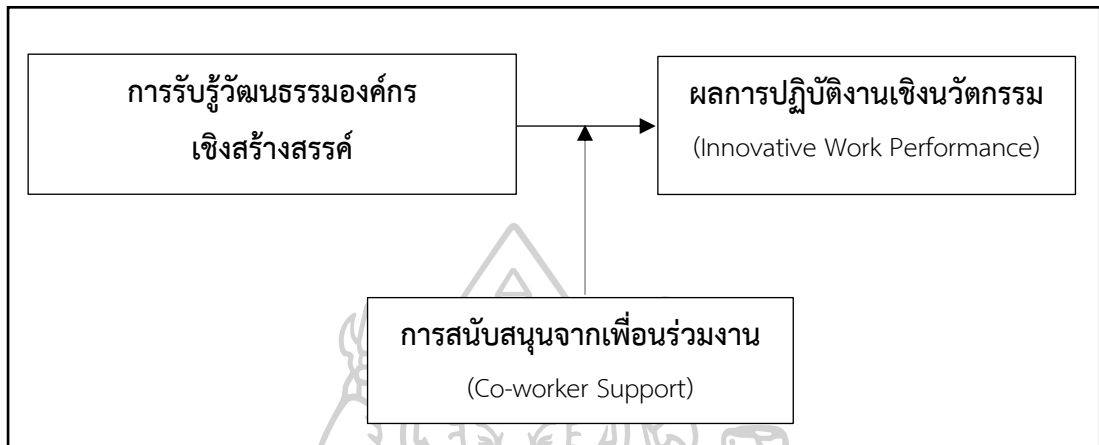 การรับรู้วัฒนธรรมองค์กร
เชิงสร้างสรรค์
ผลการปฏิบัติงานเชิงนวัตกรรม
(Innovative Work Performance)
การสนับสนุนจากเพื่อนร่วมงาน
(Co-worker Support)